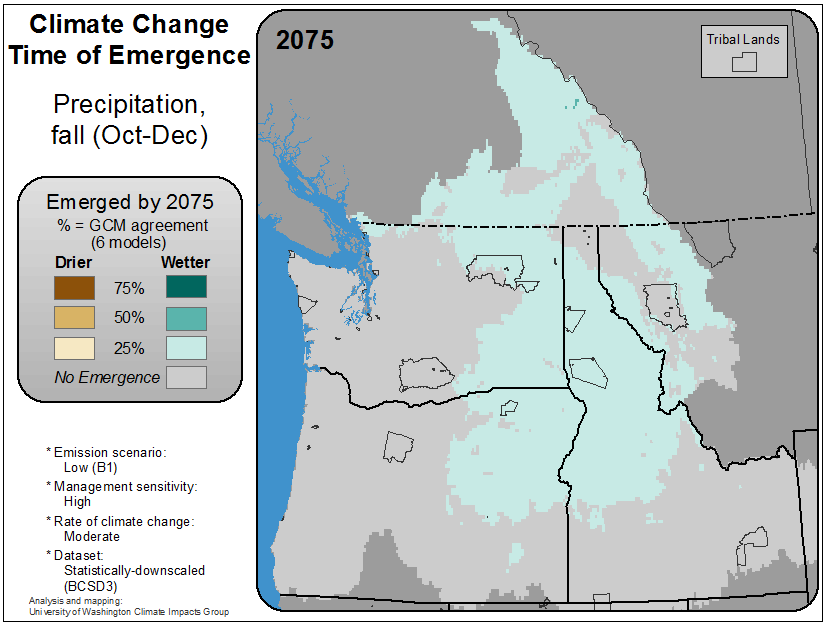 Climate Change
Time of Emergence
Precipitation,
fall (Oct-Dec)
Emerged by 2075
% = GCM agreement
(6 models)
Drier
Wetter
75%
50%
25%
No Emergence
* Emission scenario:
Low (B1)
* Management sensitivity:
High
* Rate of climate change:
Moderate
* Dataset:
Statistically-downscaled
(BCSD3)
Analysis and mapping:
University of Washington Climate Impacts Group
2075
Tribal Lands